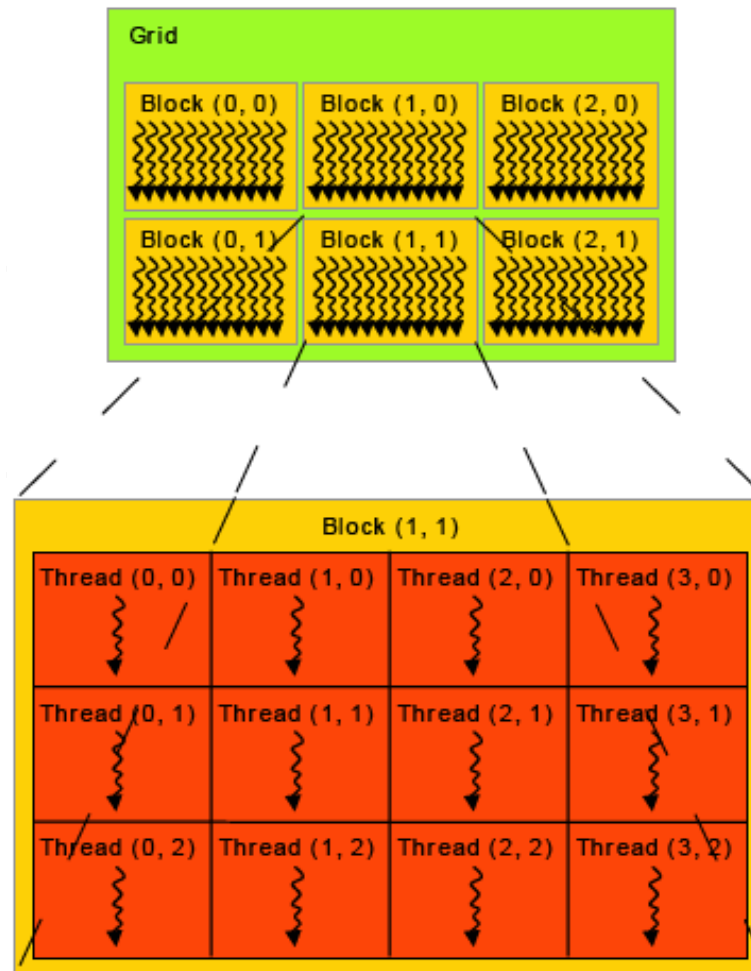 Grid
Block (0, 0) Block (1, 0) Block (2, 0)
Block (0, 1) Block (1, 1) Block (2, 1)
Block (1, 1)
Thread (0, 0) Thread (1, 0) Thread (2, 0) Thread (3, 0)
Thread (0, 1) Thread (1, 1) Thread (2, 1) Thread (3, 1)
Thread (0, 2) Thread (1, 2) Thread (2, 2) Thread (3, 2)